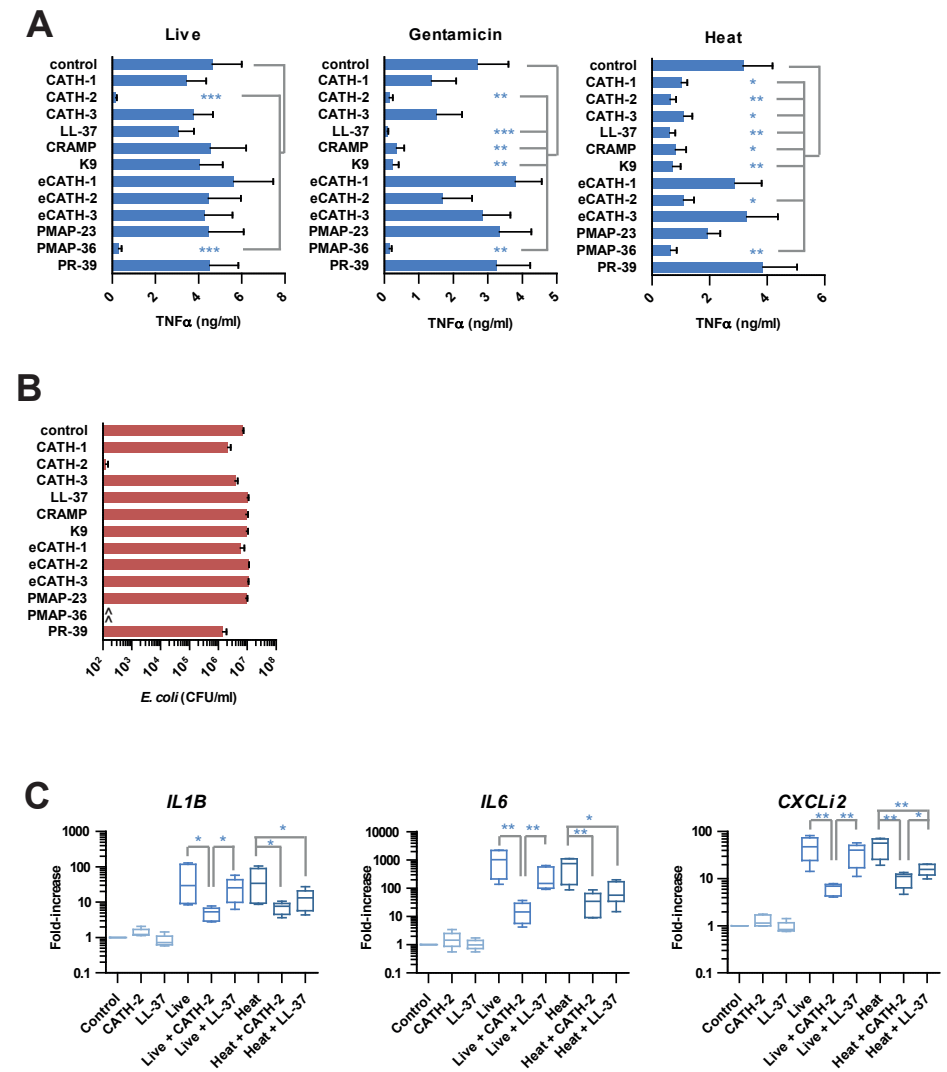 A
Live
control
CATH-1
CATH-2
***
CATH-3
LL-37
CRAMP
K9
eCATH-1
eCATH-2
eCATH-3
PMAP-23
PMAP-36
***
PR-39
0 2 4 6 8
TNFα (ng/ml)
Gentamicin
control
CATH-1
CATH-2
**
CATH-3
LL-37
***
CRAMP
**
K9
**
eCATH-1
eCATH-2
eCATH-3
PMAP-23
PMAP-36
**
PR-39
0 1 2 3 4 5
TNFα (ng/ml)
Heat
control
CATH-1
*
CATH-2
**
CATH-3
*
LL-37
**
CRAMP
*
K9
**
eCATH-1
eCATH-2
*
eCATH-3
PMAP-23
PMAP-36
**
PR-39
0 2 4 6
TNFα (ng/ml)
B
control
CATH-1
CATH-2
CATH-3
LL-37
CRAMP
K9
eCATH-1
eCATH-2
eCATH-3
PMAP-23
PMAP-36
^^
PR-39
10² 10³ 10⁴ 10⁵ 10⁶ 10⁷ 10⁸
E. coli (CFU/ml)
C
IL1B
Fold-increase
1000
100
10
1
0.1
* * * *
Control
CATH-2
LL-37
Live
Live + CATH-2
Live + LL-37
Heat
Heat + CATH-2
Heat + LL-37
IL6
Fold-increase
10000
1000
100
10
1
0.1
** ** ** *
Control
CATH-2
LL-37
Live
Live + CATH-2
Live + LL-37
Heat
Heat + CATH-2
Heat + LL-37
CXCLi2
Fold-increase
100
10
1
0.1
** ** ** ** *
Control
CATH-2
LL-37
Live
Live + CATH-2
Live + LL-37
Heat
Heat + CATH-2
Heat + LL-37